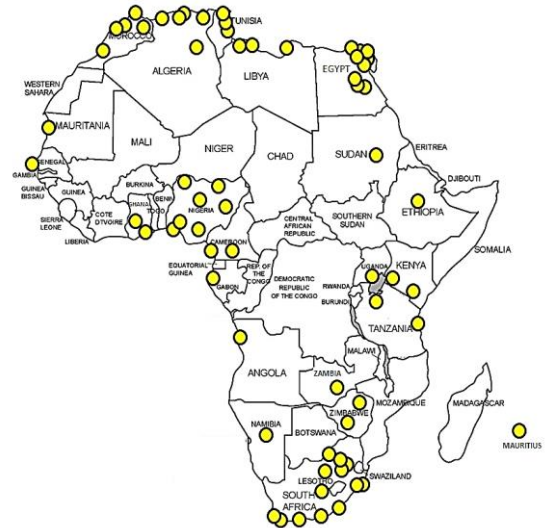 TUNISIA
MOROCCO
ALGERIA
LIBYA
EGYPT
WESTERN
SAHARA
MAURITANIA
MALI
NIGER
CHAD
SUDAN
ERITREA
SENEGAL
GAMBIA
GUINEA
BISSAU
GUINEA
BURKINA
BENIN
DJIBOUTI
SIERRA
LEONE
COTE
D'TVOIRE
GHANA
TOGO
NIGERIA
LIBERIA
ETHIOPIA
CENTRAL
AFRICAN
REPUBLIC
SOUTHERN
SUDAN
SOMALIA
CAMEROON
EQUATORIAL
GUINEA
REP. OF
THE
CONGO
GABON
DEMOCRATIC
REPUBLIC
OF THE CONGO
UGANDA
KENYA
RWANDA
BURUNDI
TANZANIA
ANGOLA
ZAMBIA
MALAWI
MOZAMBIQUE
MADAGASCAR
MAURITIUS
NAMIBIA
ZIMBABWE
BOTSWANA
SWAZILAND
LESOTHO
SOUTH
AFRICA